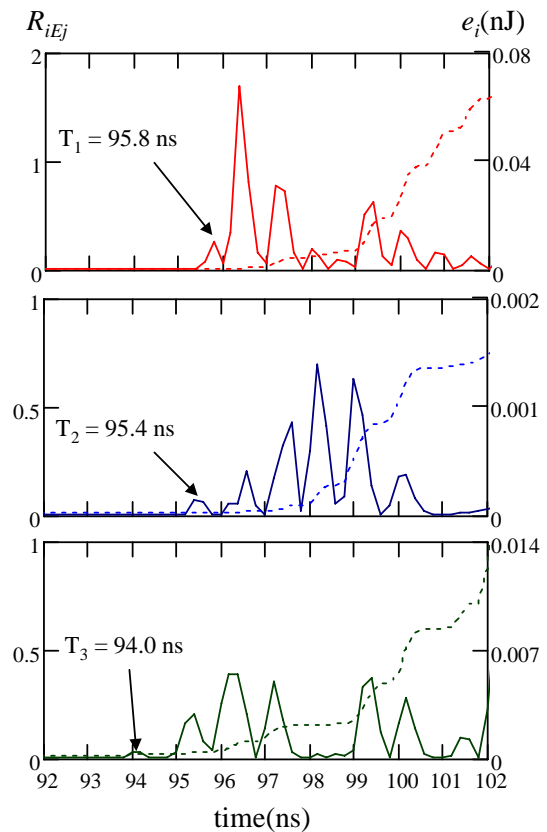 R_iEj e_i(nJ)
2 0.08
T_1 = 95.8 ns
1 0.04
0 0
1 0.002
0.5 0.001
T_2 = 95.4 ns
0 0
1 0.014
T_3 = 94.0 ns
0.5 0.007
0 0
92 93 94 95 96 97 98 99 100 101 102
time(ns)